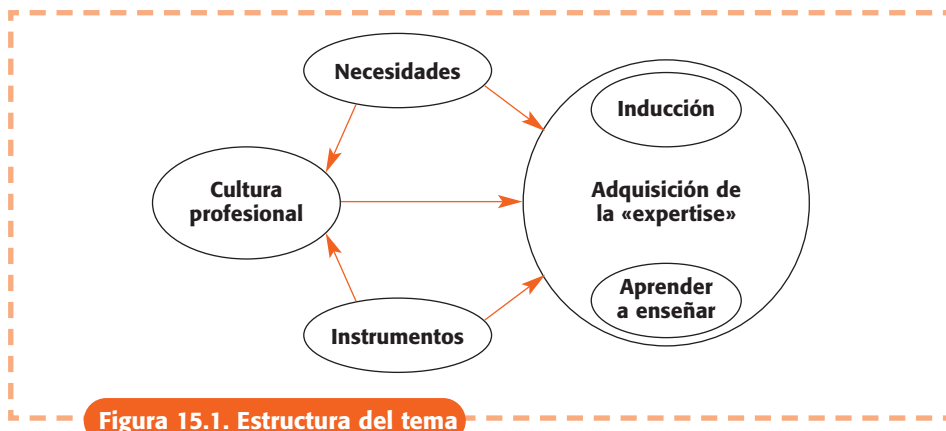 Necesidades
Inducción
Cultura
profesional
Adquisición de
la «expertise»
Aprender
a enseñar
Instrumentos
Figura 15.1. Estructura del tema